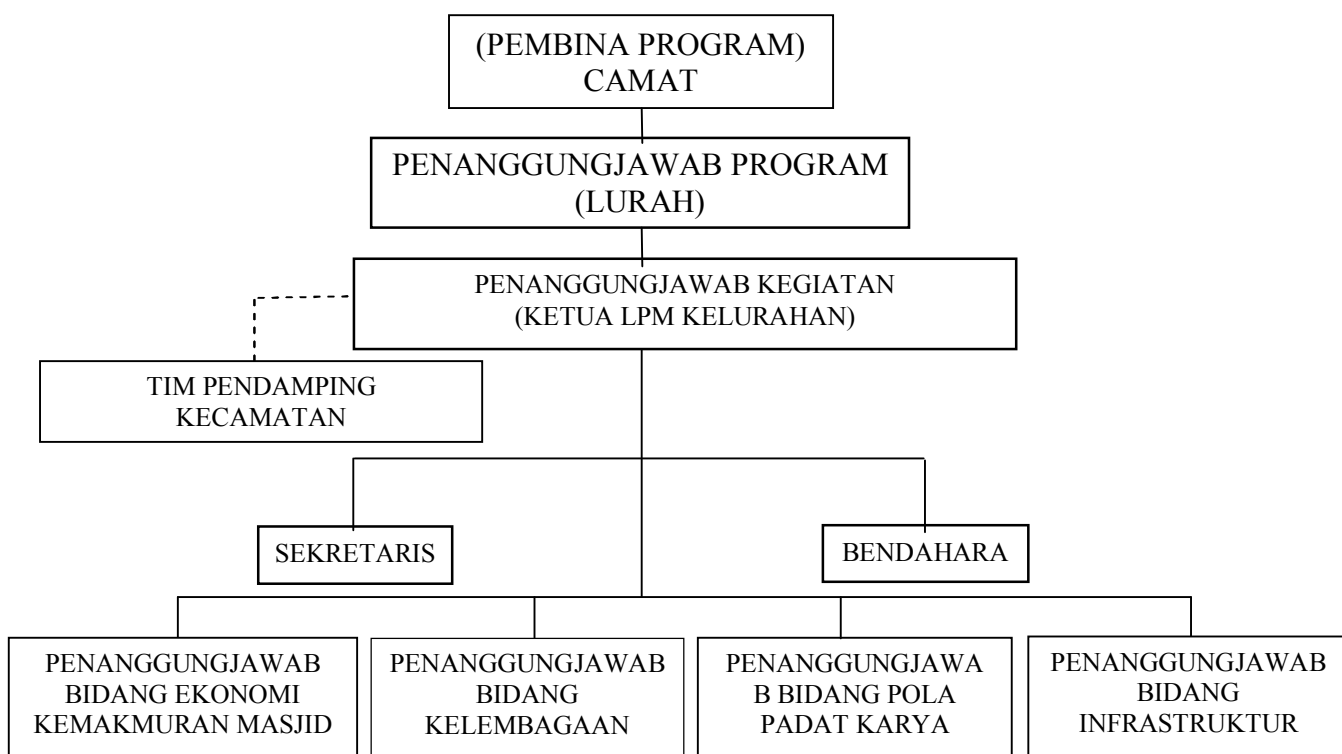 (PEMBINA PROGRAM)
CAMAT
PENANGGUNGJAWAB PROGRAM
(LURAH)
PENANGGUNGJAWAB KEGIATAN
(KETUA LPM KELURAHAN)
TIM PENDAMPING
KECAMATAN
SEKRETARIS
BENDAHARA
PENANGGUNGJAWAB
BIDANG EKONOMI
KEMAKMURAN MASJID
PENANGGUNGJAWAB
BIDANG
KELEMBAGAAN
PENANGGUNGJAWA
B BIDANG POLA
PADAT KARYA
PENANGGUNGJAWAB
BIDANG
INFRASTRUKTUR